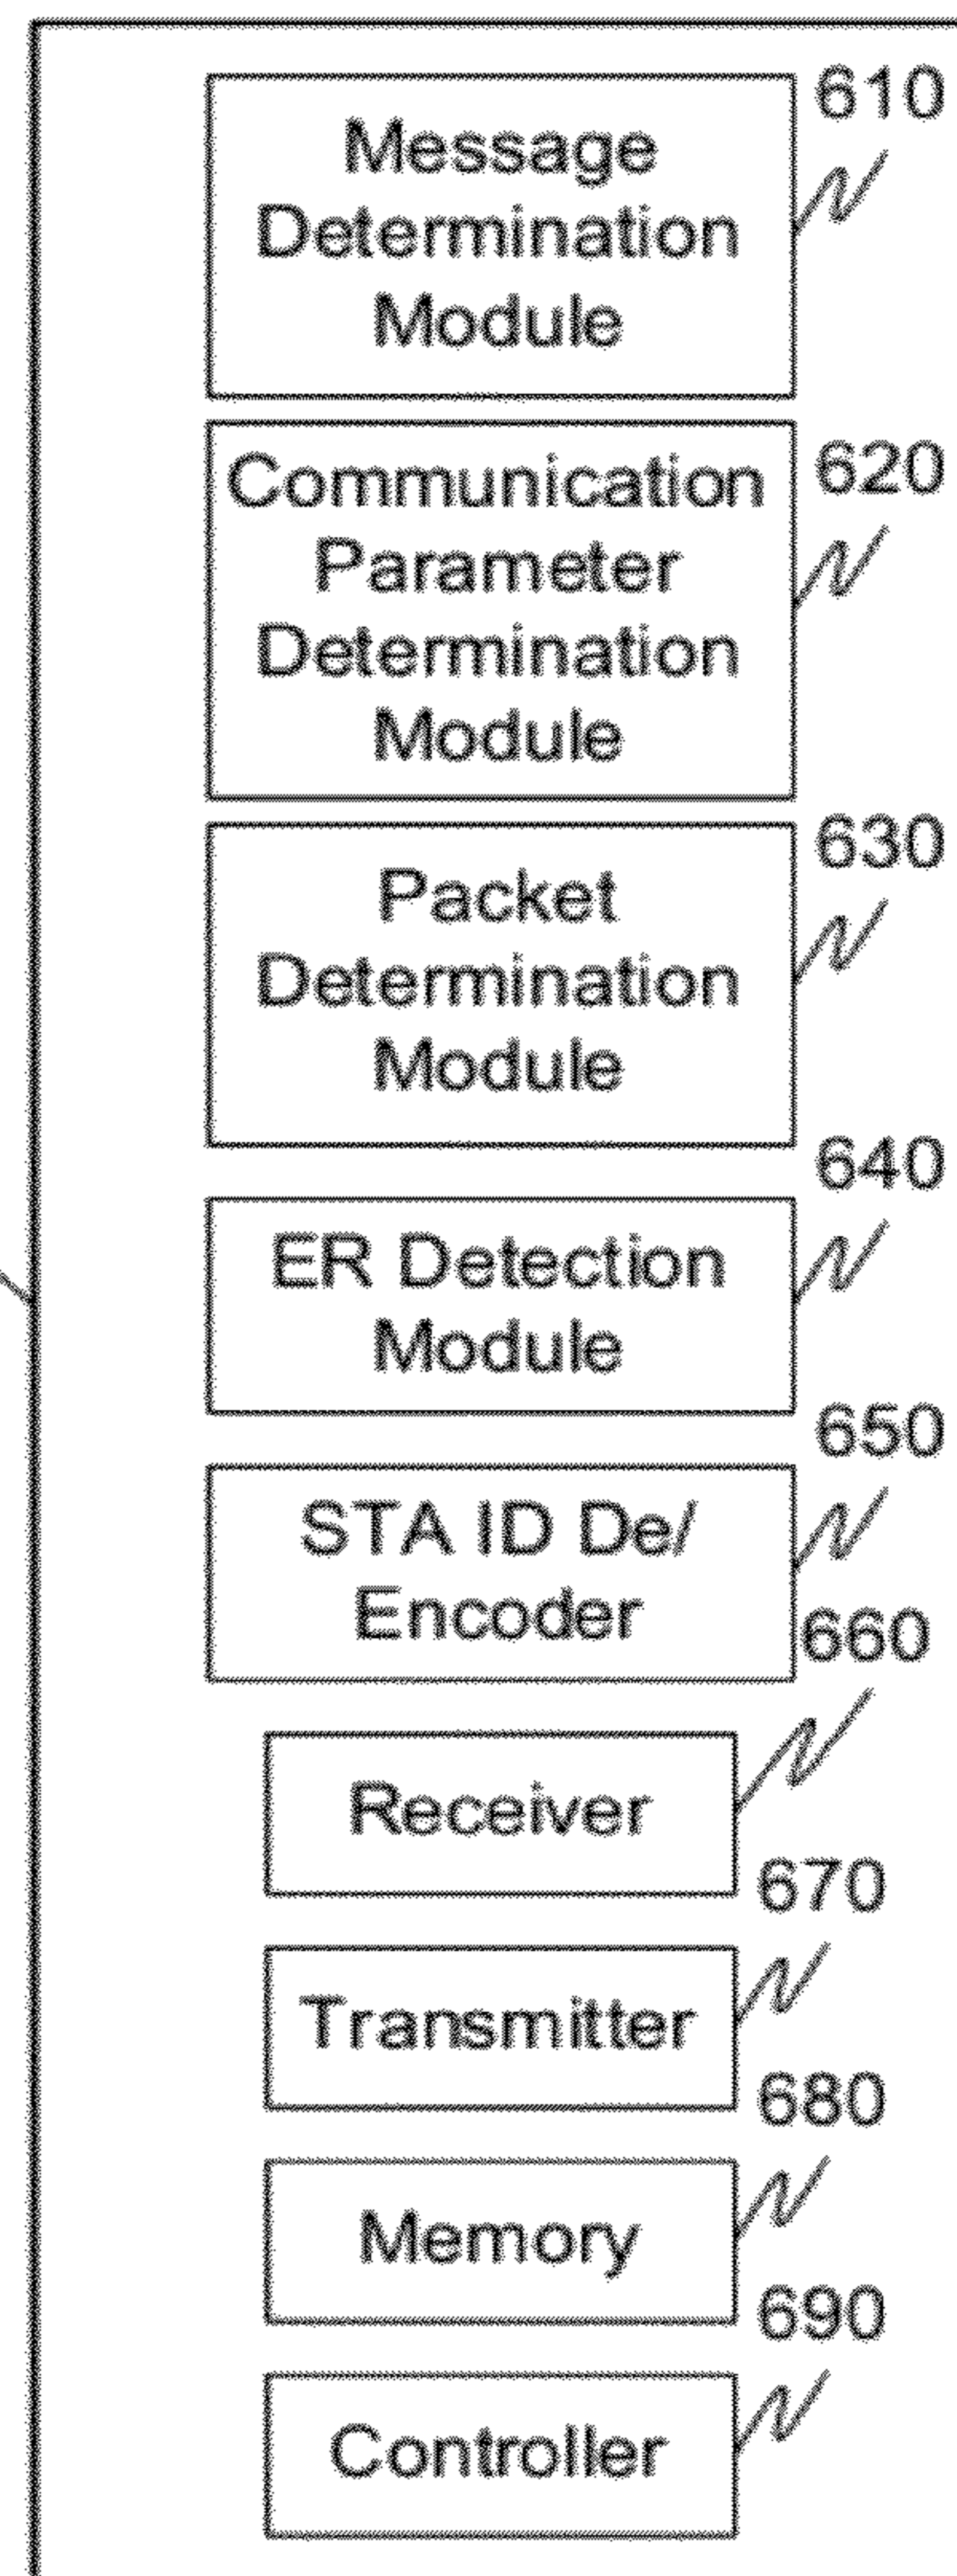 610
Message
Determination
Module
620
Communication
Parameter
Determination
Module
630
Packet
Determination
Module
640
ER Detection
Module
650
STA ID De/
Encoder
660
Receiver
670
Transmitter
680
Memory
690
Controller